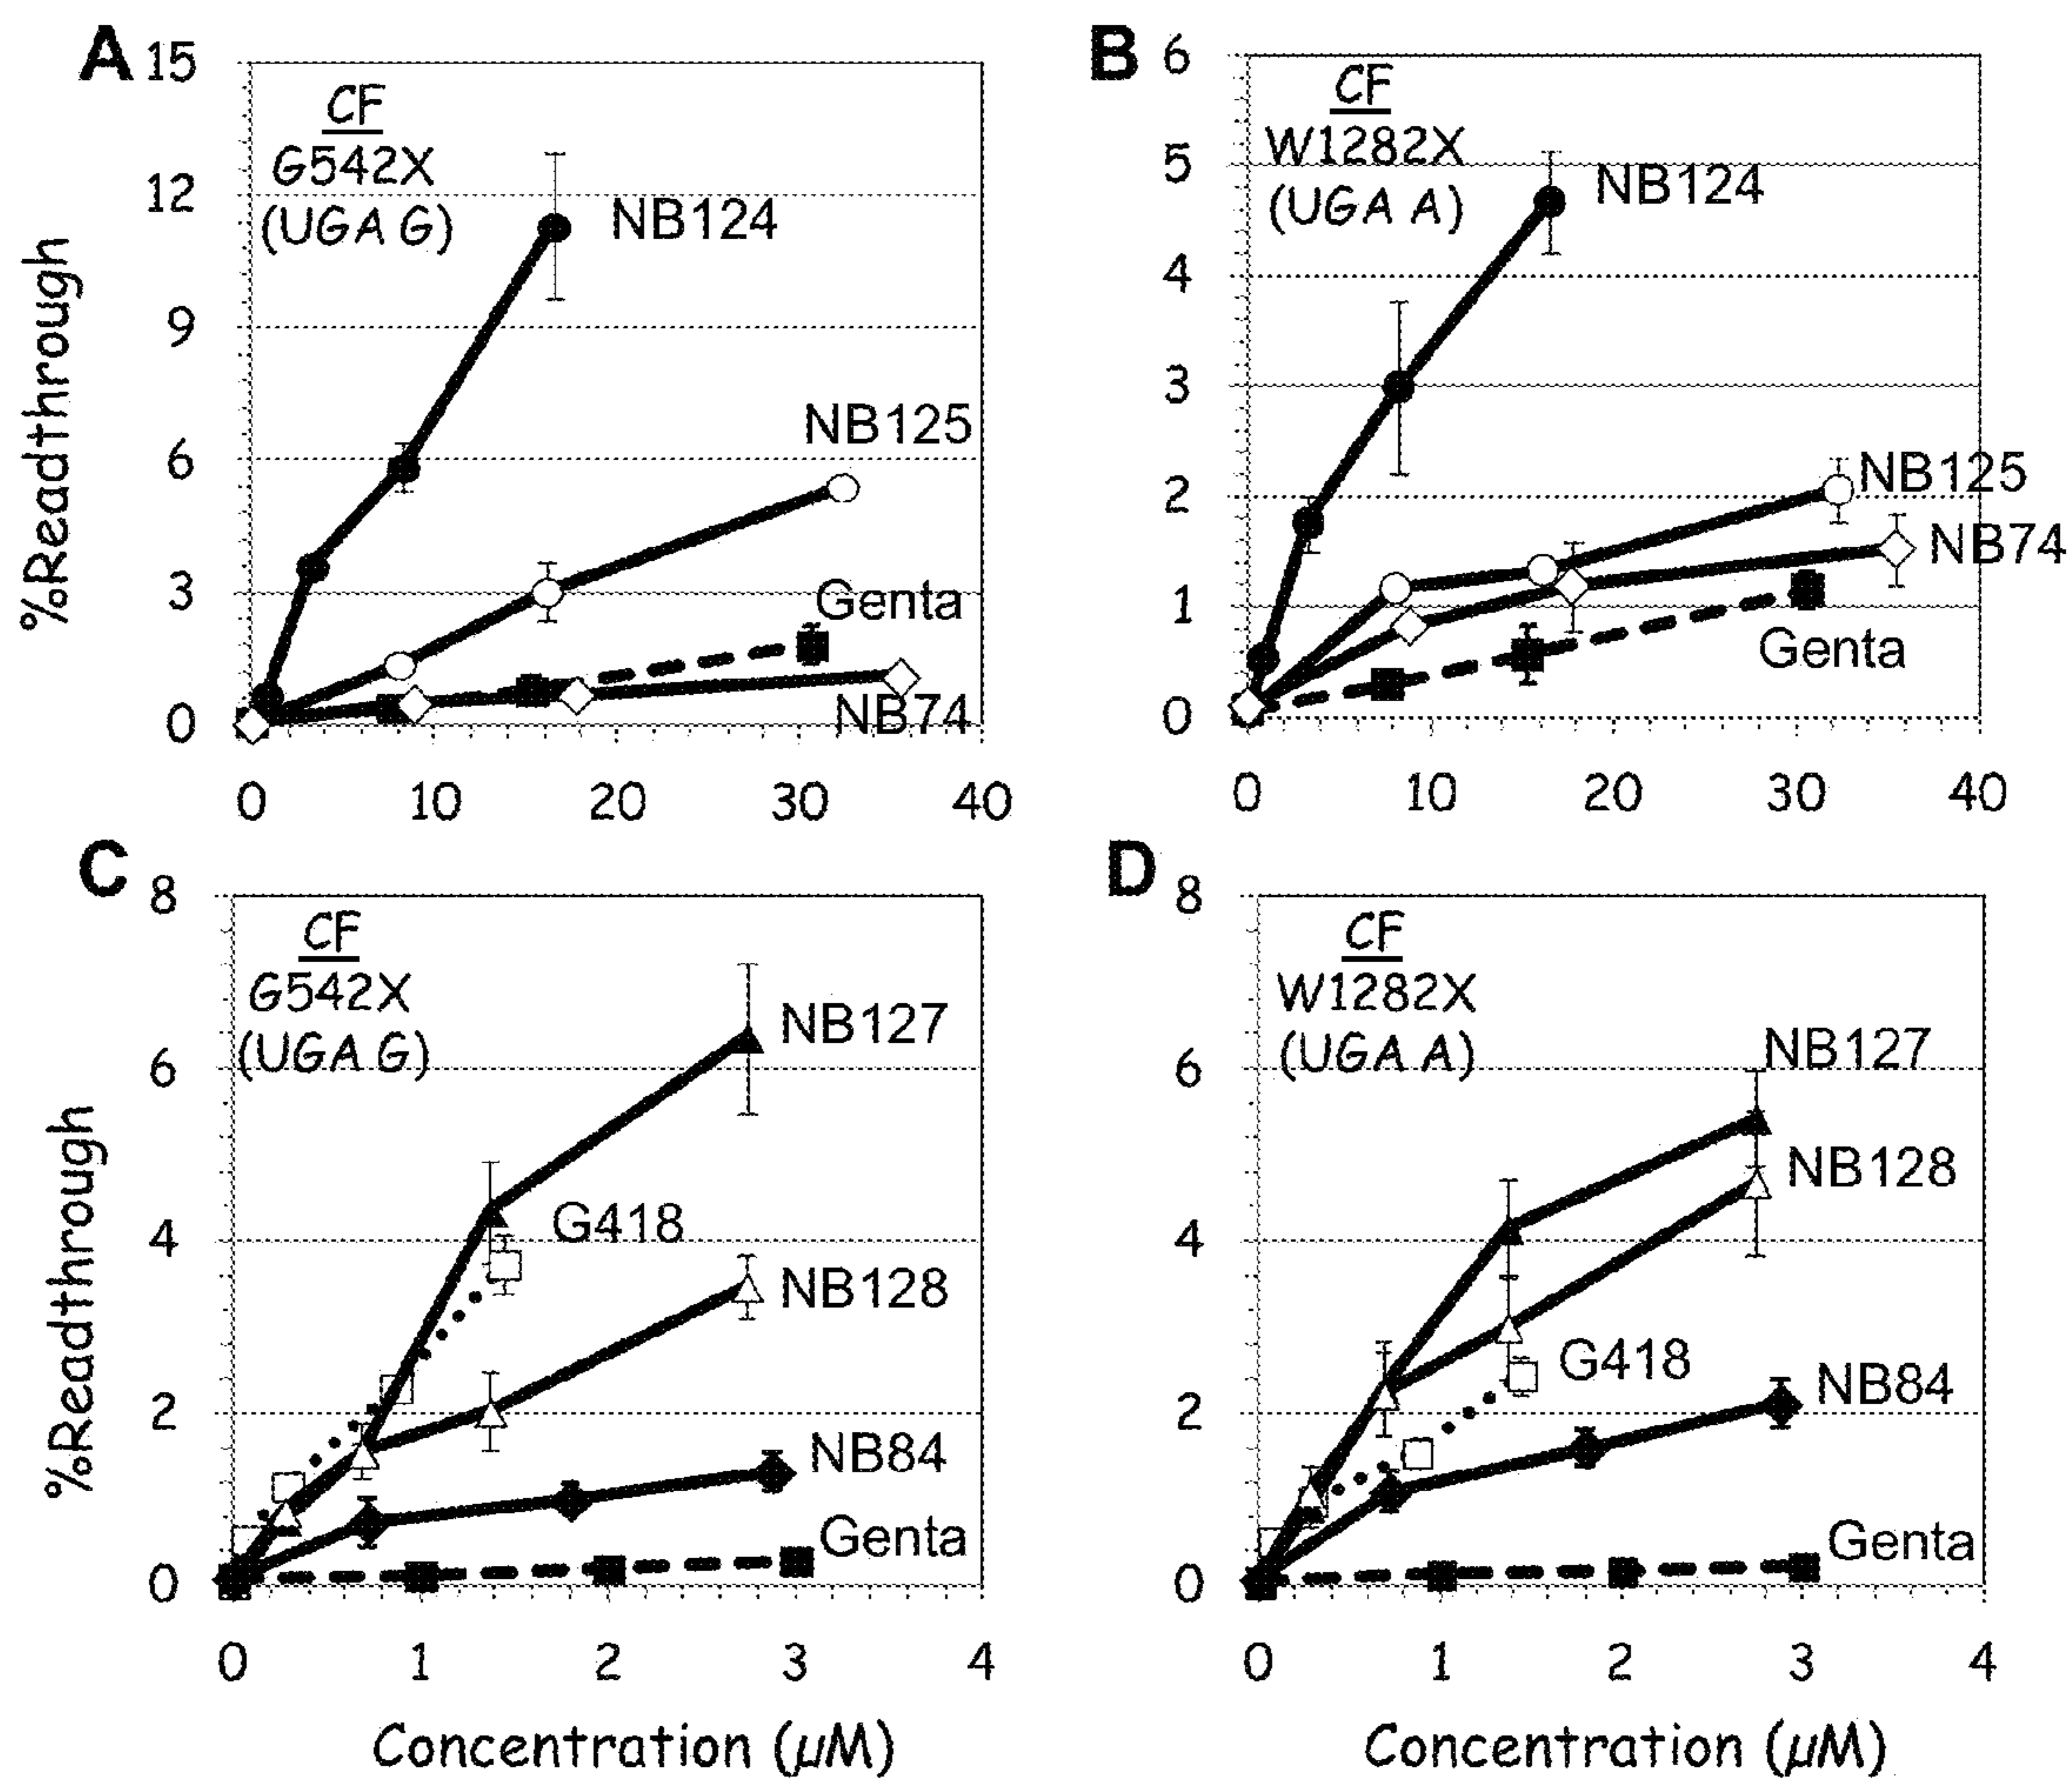 A
15
12
9
6
3
0
%Readthrough
CF
G542X
(UGA G)
NB124
NB125
Genta
NB74
0 10 20 30 40
B
6
5
4
3
2
1
0
CF
W1282X
(UGA A)
NB124
NB125
NB74
Genta
0 10 20 30 40
C
8
6
4
2
0
%Readthrough
CF
G542X
(UGA G)
NB127
G418
NB128
NB84
Genta
0 1 2 3 4
Concentration (µM)
D
8
6
4
2
0
CF
W1282X
(UGA A)
NB127
NB128
G418
NB84
Genta
0 1 2 3 4
Concentration (µM)